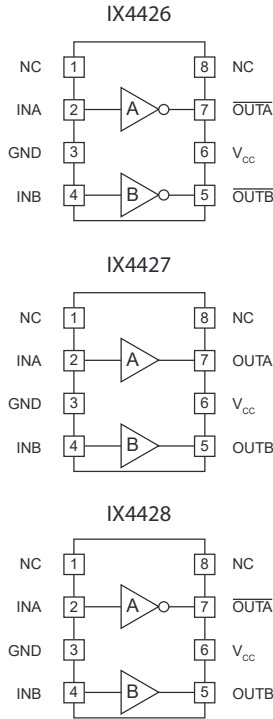 IX4426
NC 1 8 NC
INA 2 A 7 OUTA
GND 3 6 VCC
INB 4 B 5 OUTB
IX4427
NC 1 8 NC
INA 2 A 7 OUTA
GND 3 6 VCC
INB 4 B 5 OUTB
IX4428
NC 1 8 NC
INA 2 A 7 OUTA
GND 3 6 VCC
INB 4 B 5 OUTB